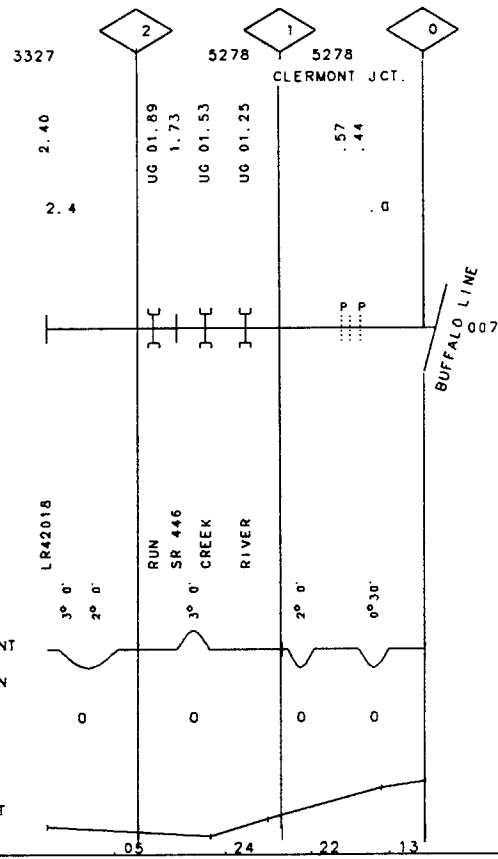 2 1 0
3327 5278 5278
CLERMONT JCT.
2.40
UG 01.89
1.73
UG 01.53
UG 01.25
.57
.44
2.4 .0
P P
BUFFALO LINE
007
LR42018
RUN
SR 446
CREEK
RIVER
3° 0'
2° 0'
3° 0'
2° 0'
0° 30'
NT
N
0 0 0 0
T
.05 .24 .22 .13